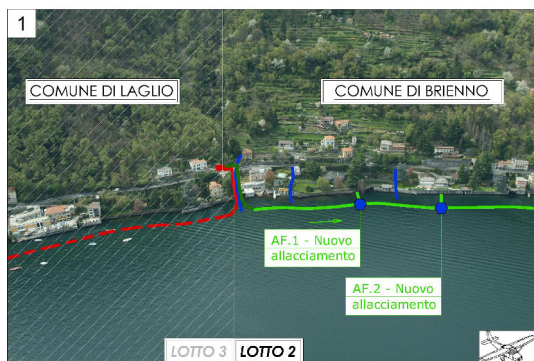 1
COMUNE DI LAGLIO
COMUNE DI BRIENNO
AF.1 - Nuovo
allacciamento
AF.2 - Nuovo
allacciamento
LOTTO 3
LOTTO 2